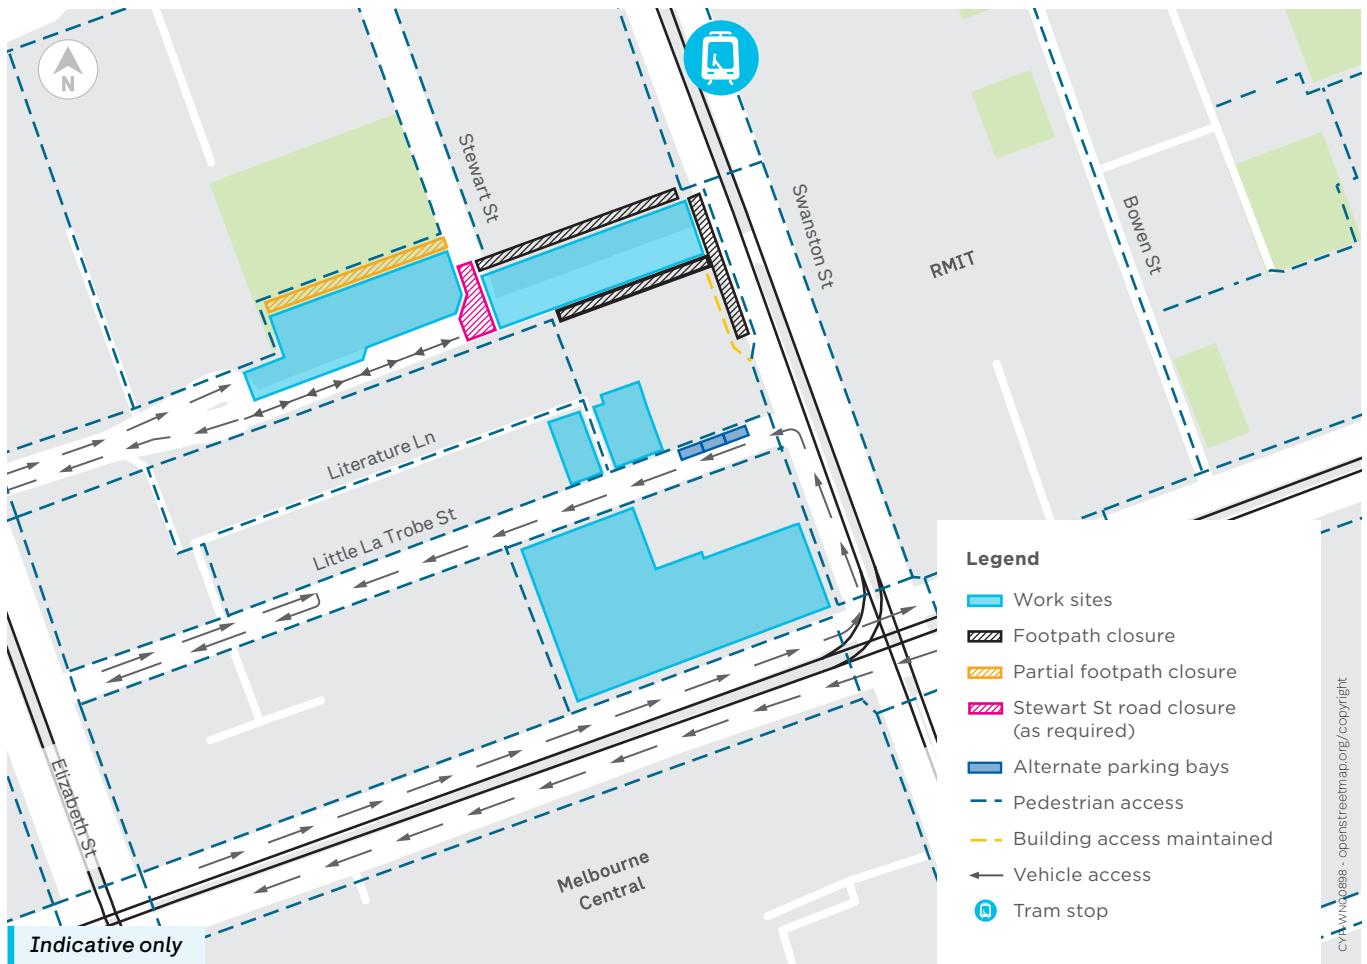 N
Stewart St
Swanston St
Bowen St
RMIT
Literature Ln
Little La Trobe St
Elizabeth St
Melbourne
Central
Indicative only
Legend
Work sites
Footpath closure
Partial footpath closure
Stewart St road closure
(as required)
Alternate parking bays
Pedestrian access
Building access maintained
Vehicle access
Tram stop
CYP-WN00898 - openstreetmap.org/copyright